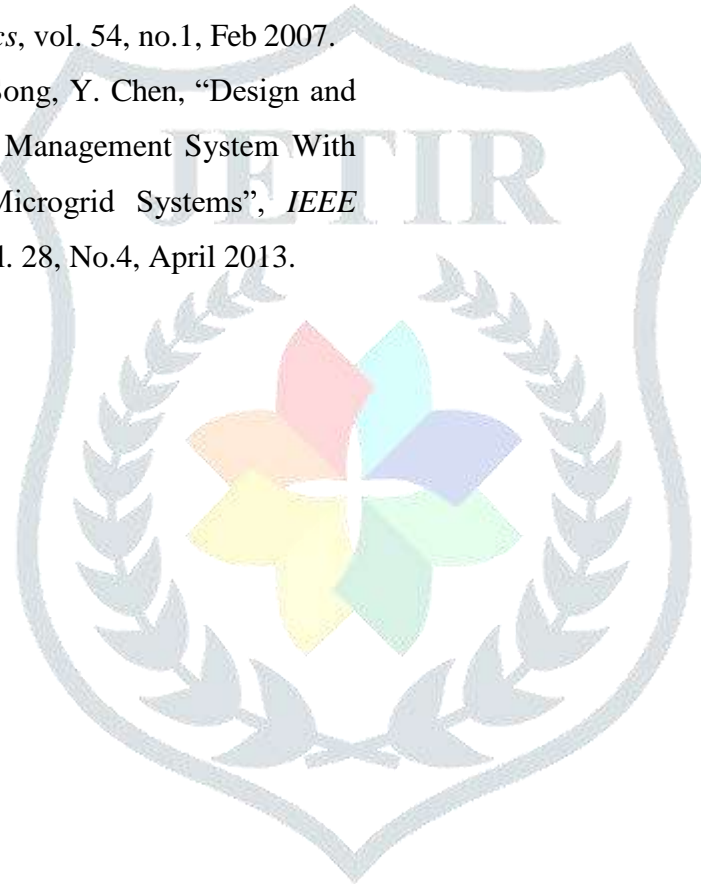 cs, vol. 54, no.1, Feb 2007.
ong, Y. Chen, “Design and
Management System With
Microgrid Systems”, IEEE
l. 28, No.4, April 2013.
JETIR